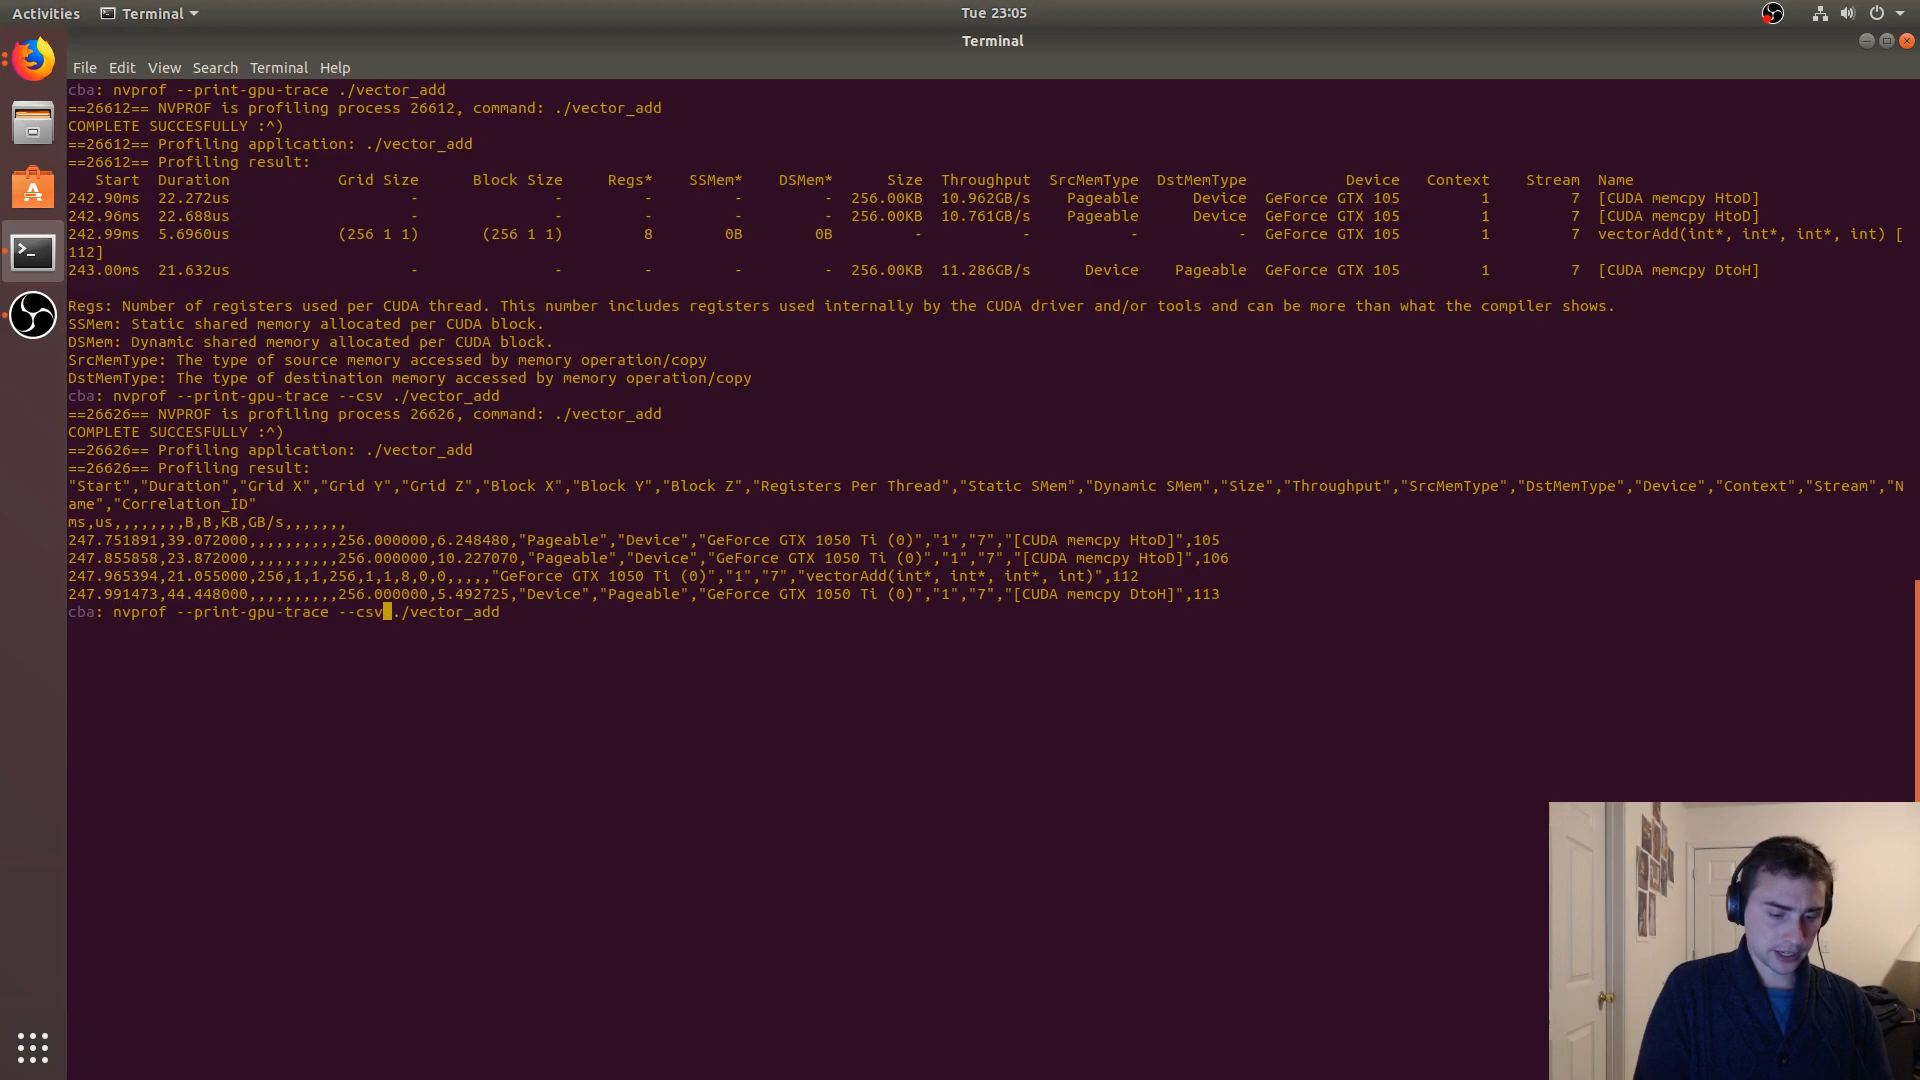 Activities Terminal Tue 23:05
Terminal
File Edit View Search Terminal Help
cba: nvprof --print-gpu-trace ./vector_add
==26612== NVPROF is profiling process 26612, command: ./vector_add
COMPLETE SUCCESFULLY :^)
==26612== Profiling application: ./vector_add
==26612== Profiling result:
Start Duration Grid Size Block Size Regs* SSMem* DSMem* Size Throughput SrcMemType DstMemType Device Context Stream Name
242.90ms 22.272us - - - - - 256.00KB 10.962GB/s Pageable Device GeForce GTX 105 1 7 [CUDA memcpy HtoD]
242.96ms 22.688us - - - - - 256.00KB 10.761GB/s Pageable Device GeForce GTX 105 1 7 [CUDA memcpy HtoD]
242.99ms 5.6960us (256 1 1) (256 1 1) 8 0B 0B - - - - GeForce GTX 105 1 7 vectorAdd(int*, int*, int*, int) [
112]
243.00ms 21.632us - - - - - 256.00KB 11.286GB/s Device Pageable GeForce GTX 105 1 7 [CUDA memcpy DtoH]
Regs: Number of registers used per CUDA thread. This number includes registers used internally by the CUDA driver and/or tools and can be more than what the compiler shows.
SSMem: Static shared memory allocated per CUDA block.
DSMem: Dynamic shared memory allocated per CUDA block.
SrcMemType: The type of source memory accessed by memory operation/copy
DstMemType: The type of destination memory accessed by memory operation/copy
cba: nvprof --print-gpu-trace --csv ./vector_add
==26626== NVPROF is profiling process 26626, command: ./vector_add
COMPLETE SUCCESFULLY :^)
==26626== Profiling application: ./vector_add
==26626== Profiling result:
"Start","Duration","Grid X","Grid Y","Grid Z","Block X","Block Y","Block Z","Registers Per Thread","Static SMem","Dynamic SMem","Size","Throughput","SrcMemType","DstMemType","Device","Context","Stream","N
ame","Correlation_ID"
ms,us,,,,,,,,B,B,KB,GB/s,,,,,,,
247.751891,39.072000,,,,,,,,,,256.000000,6.248480,"Pageable","Device","GeForce GTX 1050 Ti (0)","1","7","[CUDA memcpy HtoD]",105
247.855858,23.872000,,,,,,,,,,256.000000,10.227070,"Pageable","Device","GeForce GTX 1050 Ti (0)","1","7","[CUDA memcpy HtoD]",106
247.965394,21.055000,256,1,1,256,1,1,8,0,0,,,,,"GeForce GTX 1050 Ti (0)","1","7","vectorAdd(int*, int*, int*, int)",112
247.991473,44.448000,,,,,,,,,,256.000000,5.492725,"Device","Pageable","GeForce GTX 1050 Ti (0)","1","7","[CUDA memcpy DtoH]",113
cba: nvprof --print-gpu-trace --csv ./vector_add